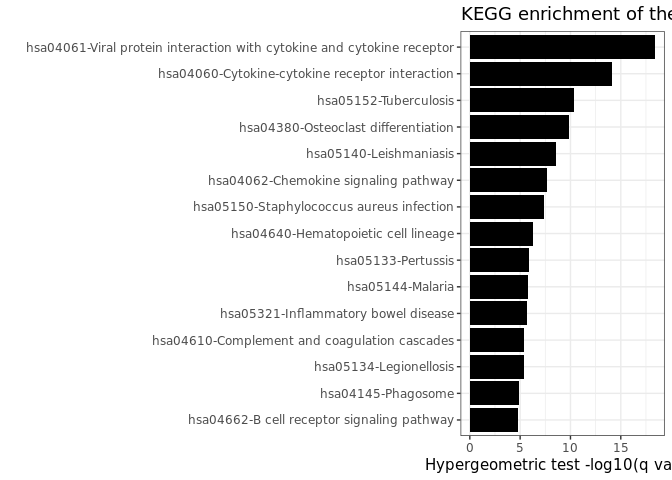 KEGG enrichment of the
hsa04061-Viral protein interaction with cytokine and cytokine receptor
hsa04060-Cytokine-cytokine receptor interaction
hsa05152-Tuberculosis
hsa04380-Osteoclast differentiation
hsa05140-Leishmaniasis
hsa04062-Chemokine signaling pathway
hsa05150-Staphylococcus aureus infection
hsa04640-Hematopoietic cell lineage
hsa05133-Pertussis
hsa05144-Malaria
hsa05321-Inflammatory bowel disease
hsa04610-Complement and coagulation cascades
hsa05134-Legionellosis
hsa04145-Phagosome
hsa04662-B cell receptor signaling pathway
0 5 10 15
Hypergeometric test -log10(q va